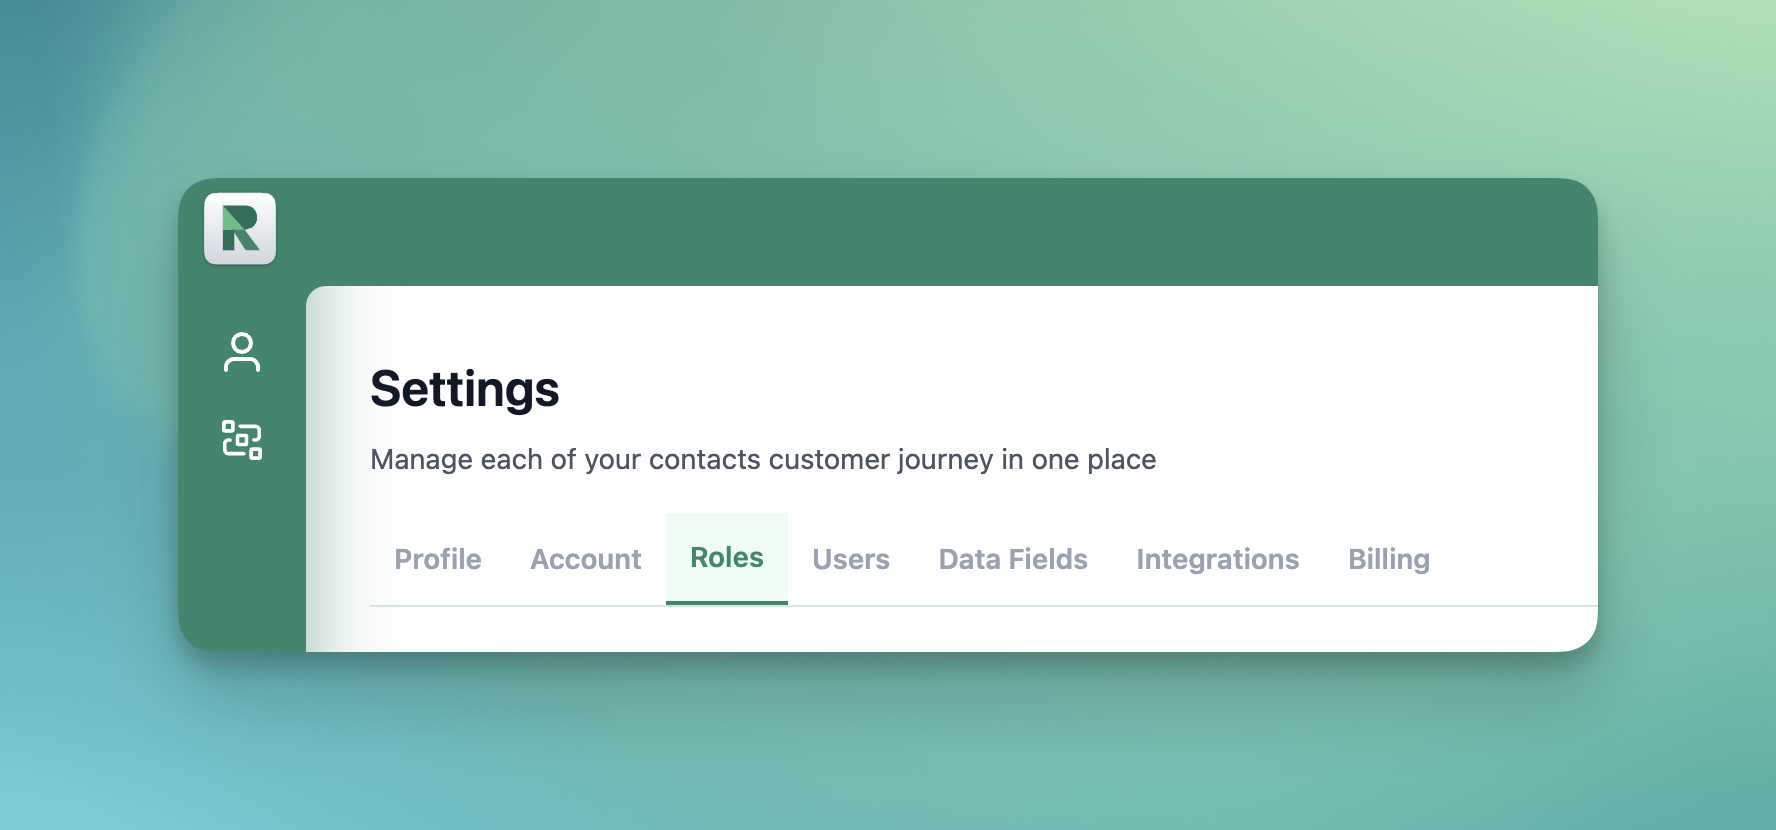 R
Settings
Manage each of your contacts customer journey in one place
Profile Account Roles Users Data Fields Integrations Billing